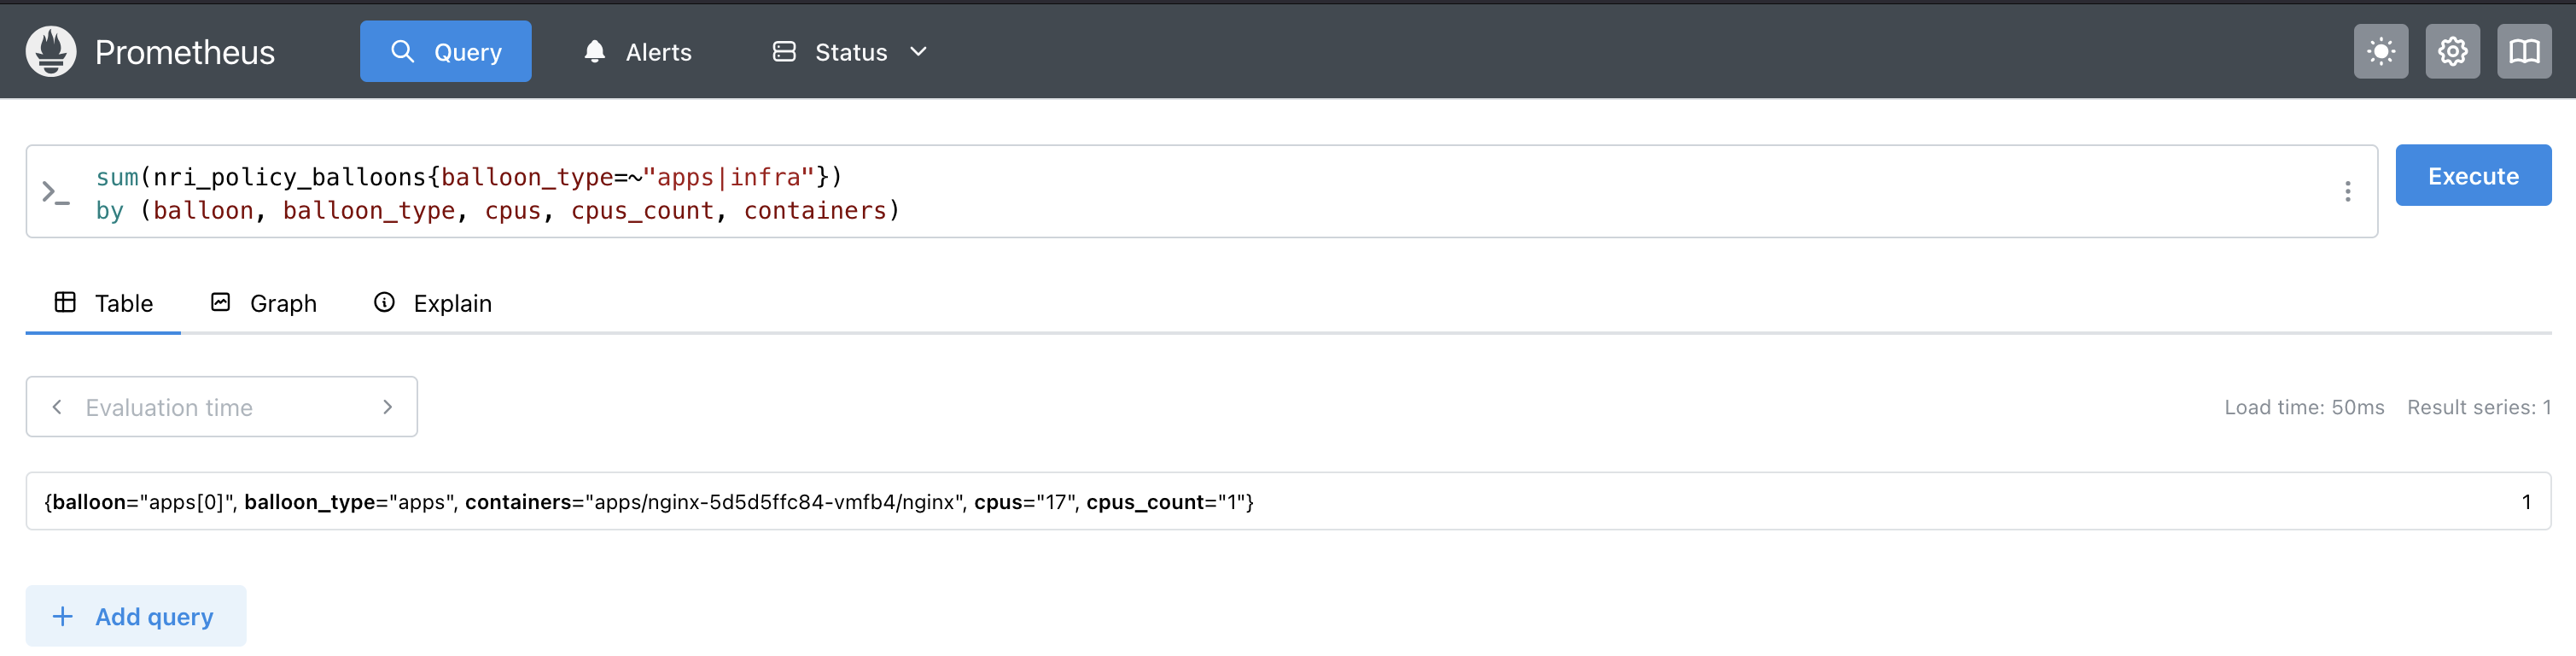 Prometheus
Query
Alerts
Status
sum(nri_policy_balloons{balloon_type=~"apps|infra"})
by (balloon, balloon_type, cpus, cpus_count, containers)
Execute
Table
Graph
Explain
Evaluation time
Load time: 50ms
Result series: 1
{balloon="apps[0]", balloon_type="apps", containers="apps/nginx-5d5d5ffc84-vmfb4/nginx", cpus="17", cpus_count="1"}
1
Add query